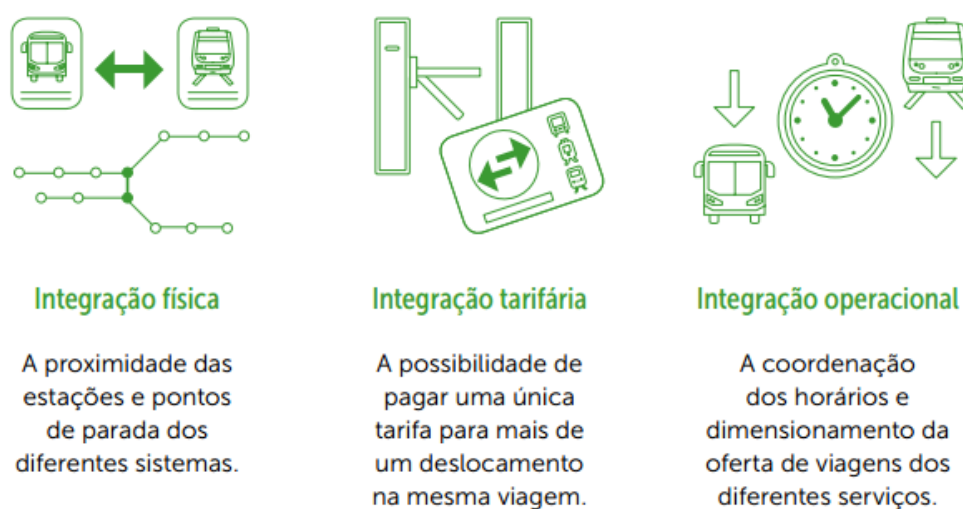 Integração física
A proximidade das
estações e pontos
de parada dos
diferentes sistemas.
Integração tarifária
A possibilidade de
pagar uma única
tarifa para mais de
um deslocamento
na mesma viagem.
Integração operacional
A coordenação
dos horários e
dimensionamento da
oferta de viagens dos
diferentes serviços.